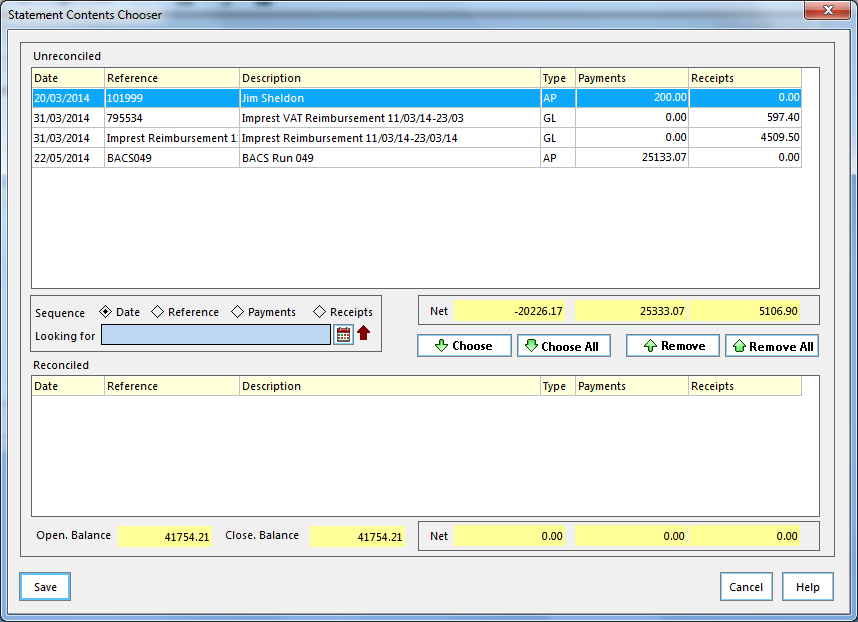 Statement Contents Chooser
Unreconciled
Date Reference Description Type Payments Receipts
20/03/2014 101999 Jim Sheldon AP 200.00 0.00
31/03/2014 795534 Imprest VAT Reimbursement 11/03/14-23/03 GL 0.00 597.40
31/03/2014 Imprest Reimbursement 1: Imprest Reimbursement 11/03/14-23/03/14 GL 0.00 4509.50
22/05/2014 BACS049 BACS Run 049 AP 25133.07 0.00
Sequence Date Reference Payments Receipts
Looking for
Net -20226.17 25333.07 5106.90
Choose Choose All Remove Remove All
Reconciled
Date Reference Description Type Payments Receipts
Open. Balance 41754.21 Close. Balance 41754.21 Net 0.00 0.00 0.00
Save Cancel Help